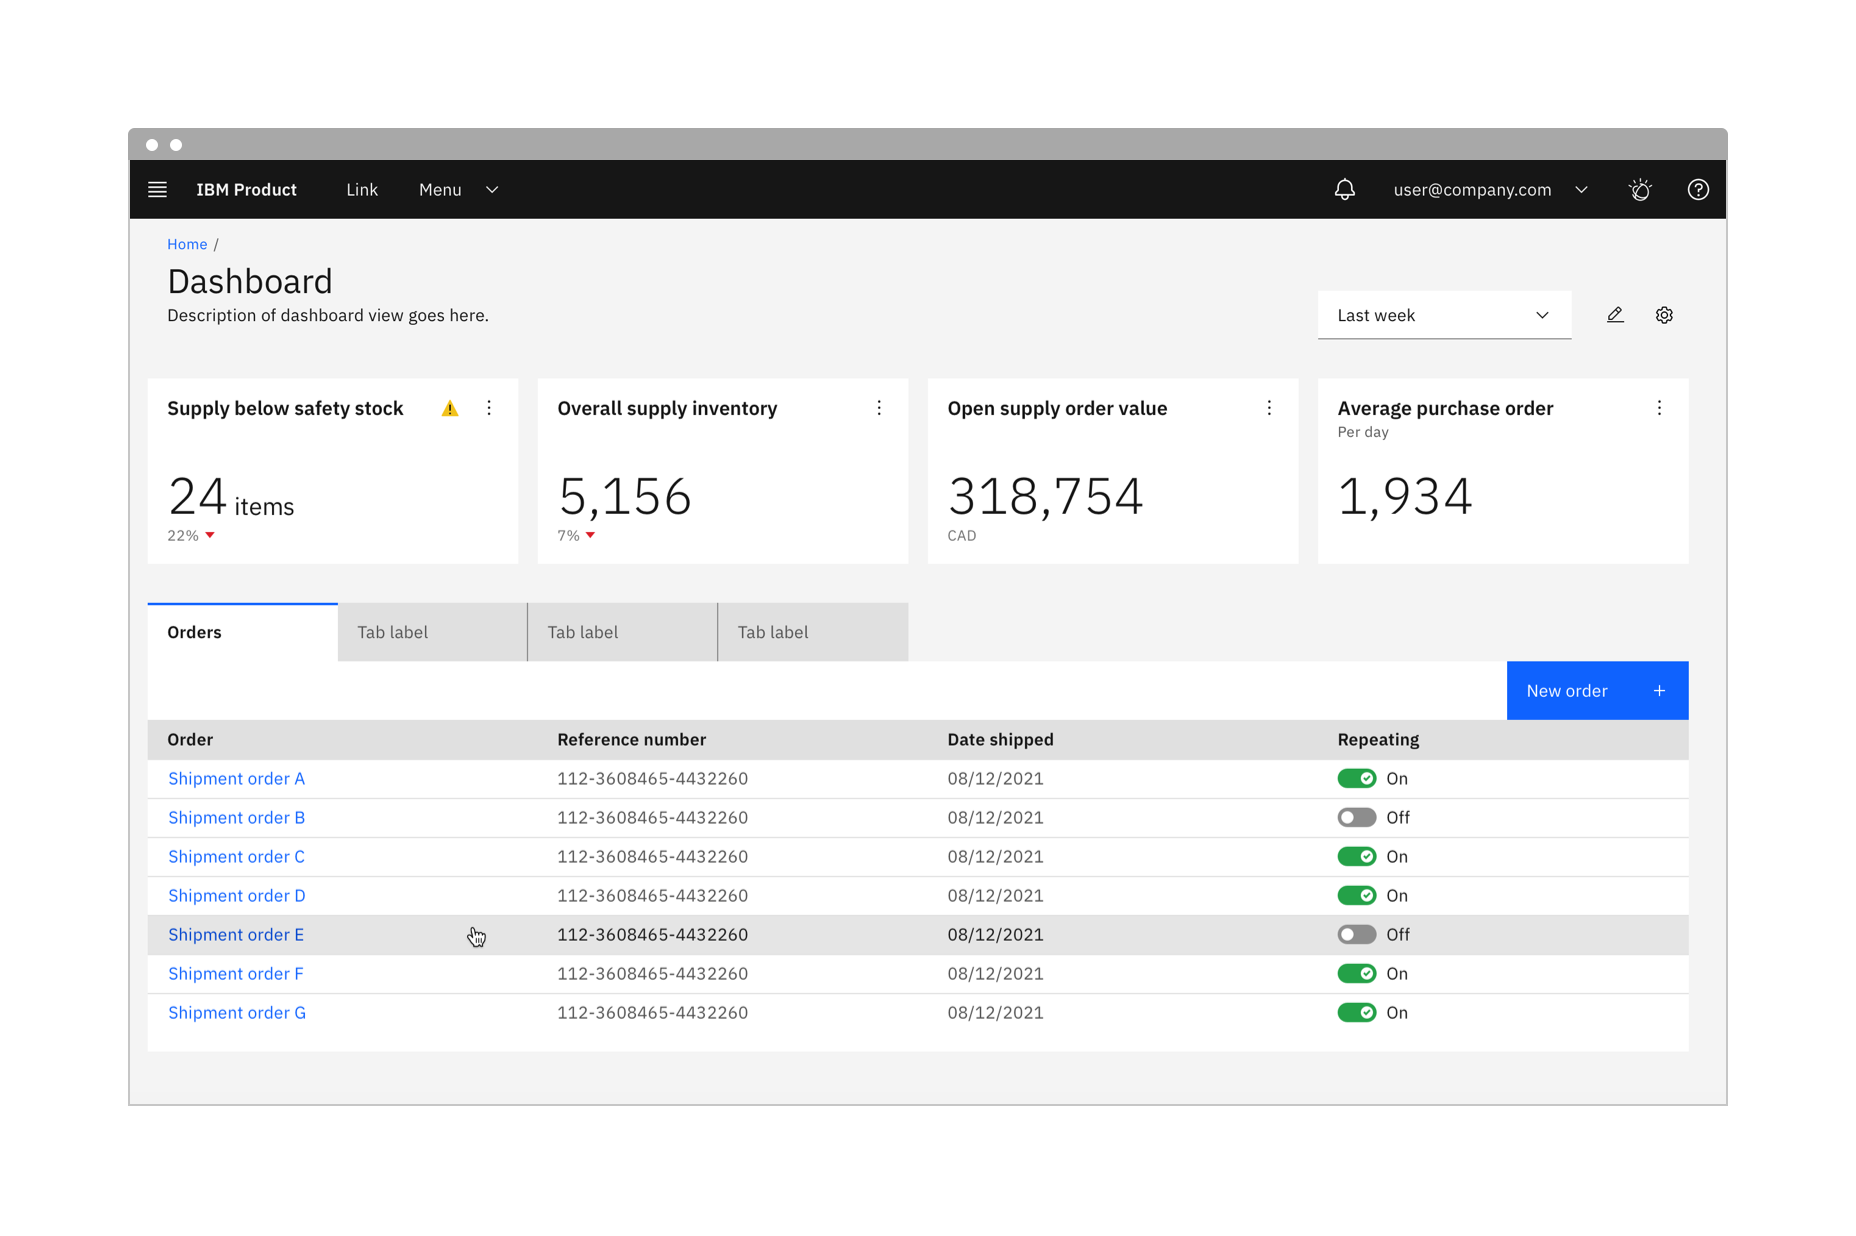 IBM Product Link Menu user@company.com
Home /
Dashboard
Description of dashboard view goes here.
Last week
Supply below safety stock
24 items
22%
Overall supply inventory
5,156
7%
Open supply order value
318,754
CAD
Average purchase order
Per day
1,934
Orders Tab label Tab label Tab label
New order +
Order Reference number Date shipped Repeating
Shipment order A 112-3608465-4432260 08/12/2021 On
Shipment order B 112-3608465-4432260 08/12/2021 Off
Shipment order C 112-3608465-4432260 08/12/2021 On
Shipment order D 112-3608465-4432260 08/12/2021 On
Shipment order E 112-3608465-4432260 08/12/2021 Off
Shipment order F 112-3608465-4432260 08/12/2021 On
Shipment order G 112-3608465-4432260 08/12/2021 On